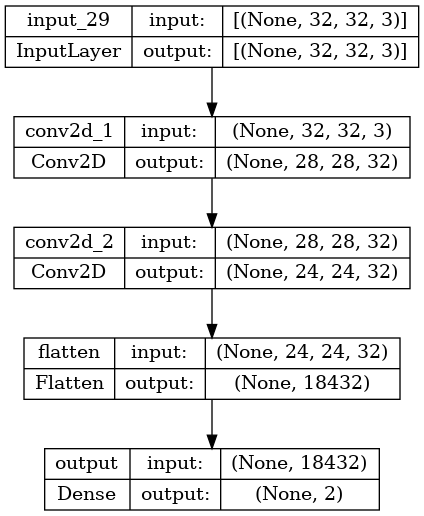 input_29 input: [(None, 32, 32, 3)]
InputLayer output: [(None, 32, 32, 3)]
conv2d_1 input: (None, 32, 32, 3)
Conv2D output: (None, 28, 28, 32)
conv2d_2 input: (None, 28, 28, 32)
Conv2D output: (None, 24, 24, 32)
flatten input: (None, 24, 24, 32)
Flatten output: (None, 18432)
output input: (None, 18432)
Dense output: (None, 2)